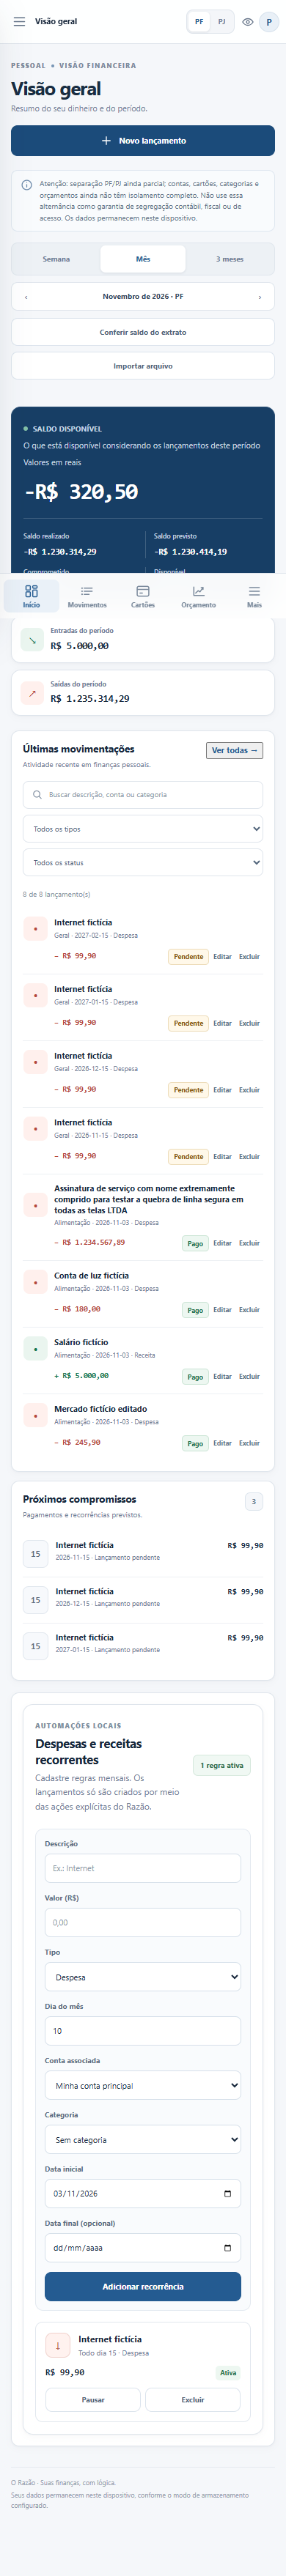 Visão geral
PF
PJ
P
PESSOAL • VISÃO FINANCEIRA
Visão geral
Resumo do seu dinheiro e do período.
Novo lançamento
Atenção: separação PF/PJ ainda parcial: contas, cartões, categorias e
orçamentos ainda não têm isolamento completo. Não use essa
alternância como garantia de segregação contábil, fiscal ou de
acesso. Os dados permanecem neste dispositivo.
Semana
Mês
3 meses
‹
Novembro de 2026 · PF
›
Conferir saldo do extrato
Importar arquivo
SALDO DISPONÍVEL
O que está disponível considerando os lançamentos deste período
Valores em reais
-R$ 320,50
Saldo realizado
Saldo previsto
-R$ 1.230.314,29
-R$ 1.230.414,19
Comprometido
Disponível
Início
Movimentos
Cartões
Orçamento
Mais
↘
Entradas do período
R$ 5.000,00
↗
Saídas do período
R$ 1.235.314,29
Últimas movimentações
Ver todas →
Atividade recente em finanças pessoais.
Buscar descrição, conta ou categoria
Todos os tipos
Todos os status
8 de 8 lançamento(s)
Internet fictícia
Geral · 2027-02-15 · Despesa
− R$ 99,90
Pendente
Editar
Excluir
Internet fictícia
Geral · 2027-01-15 · Despesa
− R$ 99,90
Pendente
Editar
Excluir
Internet fictícia
Geral · 2026-12-15 · Despesa
− R$ 99,90
Pendente
Editar
Excluir
Internet fictícia
Geral · 2026-11-15 · Despesa
− R$ 99,90
Pendente
Editar
Excluir
Assinatura de serviço com nome extremamente
comprido para testar a quebra de linha segura em
todas as telas LTDA
Alimentação · 2026-11-03 · Despesa
− R$ 1.234.567,89
Pago
Editar
Excluir
Conta de luz fictícia
Alimentação · 2026-11-03 · Despesa
− R$ 180,00
Pago
Editar
Excluir
Salário fictício
Alimentação · 2026-11-03 · Receita
+ R$ 5.000,00
Pago
Editar
Excluir
Mercado fictício editado
Alimentação · 2026-11-03 · Despesa
− R$ 245,90
Pago
Editar
Excluir
Próximos compromissos
3
Pagamentos e recorrências previstos.
15
Internet fictícia
R$ 99,90
2026-11-15 · Lançamento pendente
15
Internet fictícia
R$ 99,90
2026-12-15 · Lançamento pendente
15
Internet fictícia
R$ 99,90
2027-01-15 · Lançamento pendente
AUTOMAÇÕES LOCAIS
Despesas e receitas
recorrentes
1 regra ativa
Cadastre regras mensais. Os
lançamentos só são criados por meio
das ações explícitas do Razão.
Descrição
Ex.: Internet
Valor (R$)
0,00
Tipo
Despesa
Dia do mês
10
Conta associada
Minha conta principal
Categoria
Sem categoria
Data inicial
03/11/2026
Data final (opcional)
dd/mm/aaaa
Adicionar recorrência
↓
Internet fictícia
Todo dia 15 · Despesa
R$ 99,90
Ativa
Pausar
Excluir
O Razão · Suas finanças, com lógica.
Seus dados permanecem neste dispositivo, conforme o modo de armazenamento
configurado.